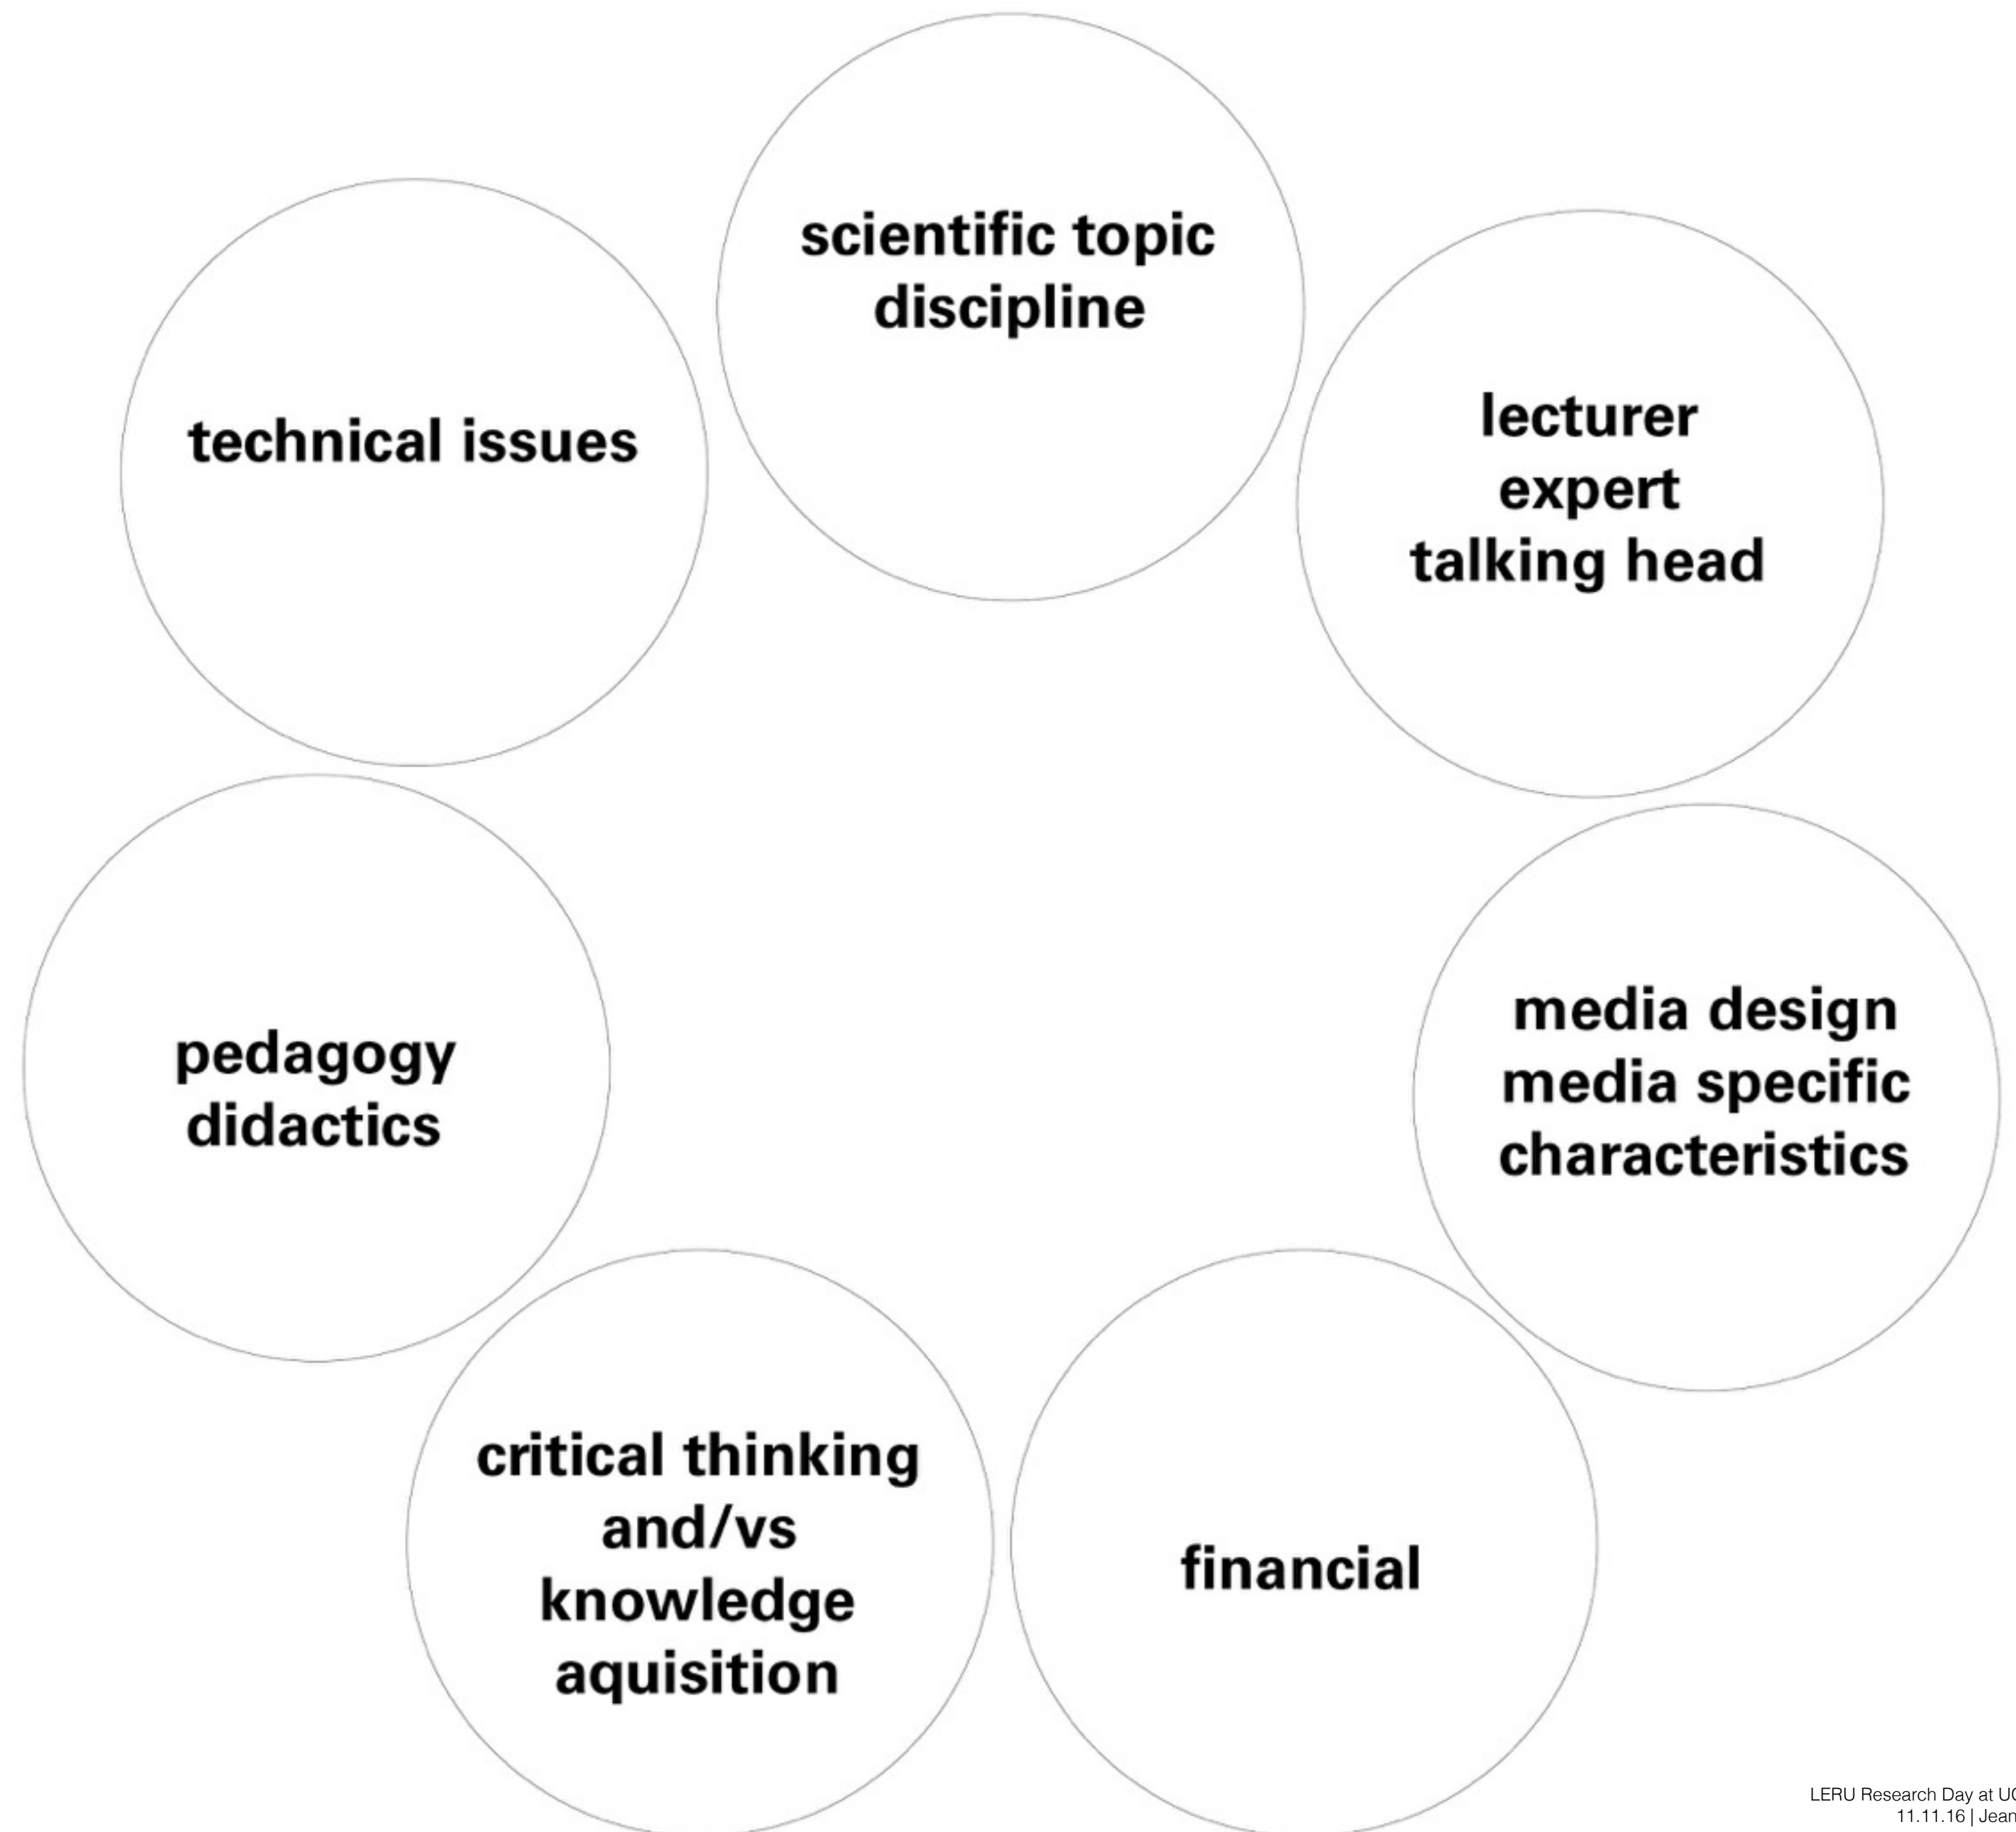 scientific topic
discipline
technical issues
lecturer
expert
talking head
pedagogy
didactics
media design
media specific
characteristics
critical thinking
and/vs
knowledge
aquisition
financial
LERU Research Day at
11.11.16 | Jean